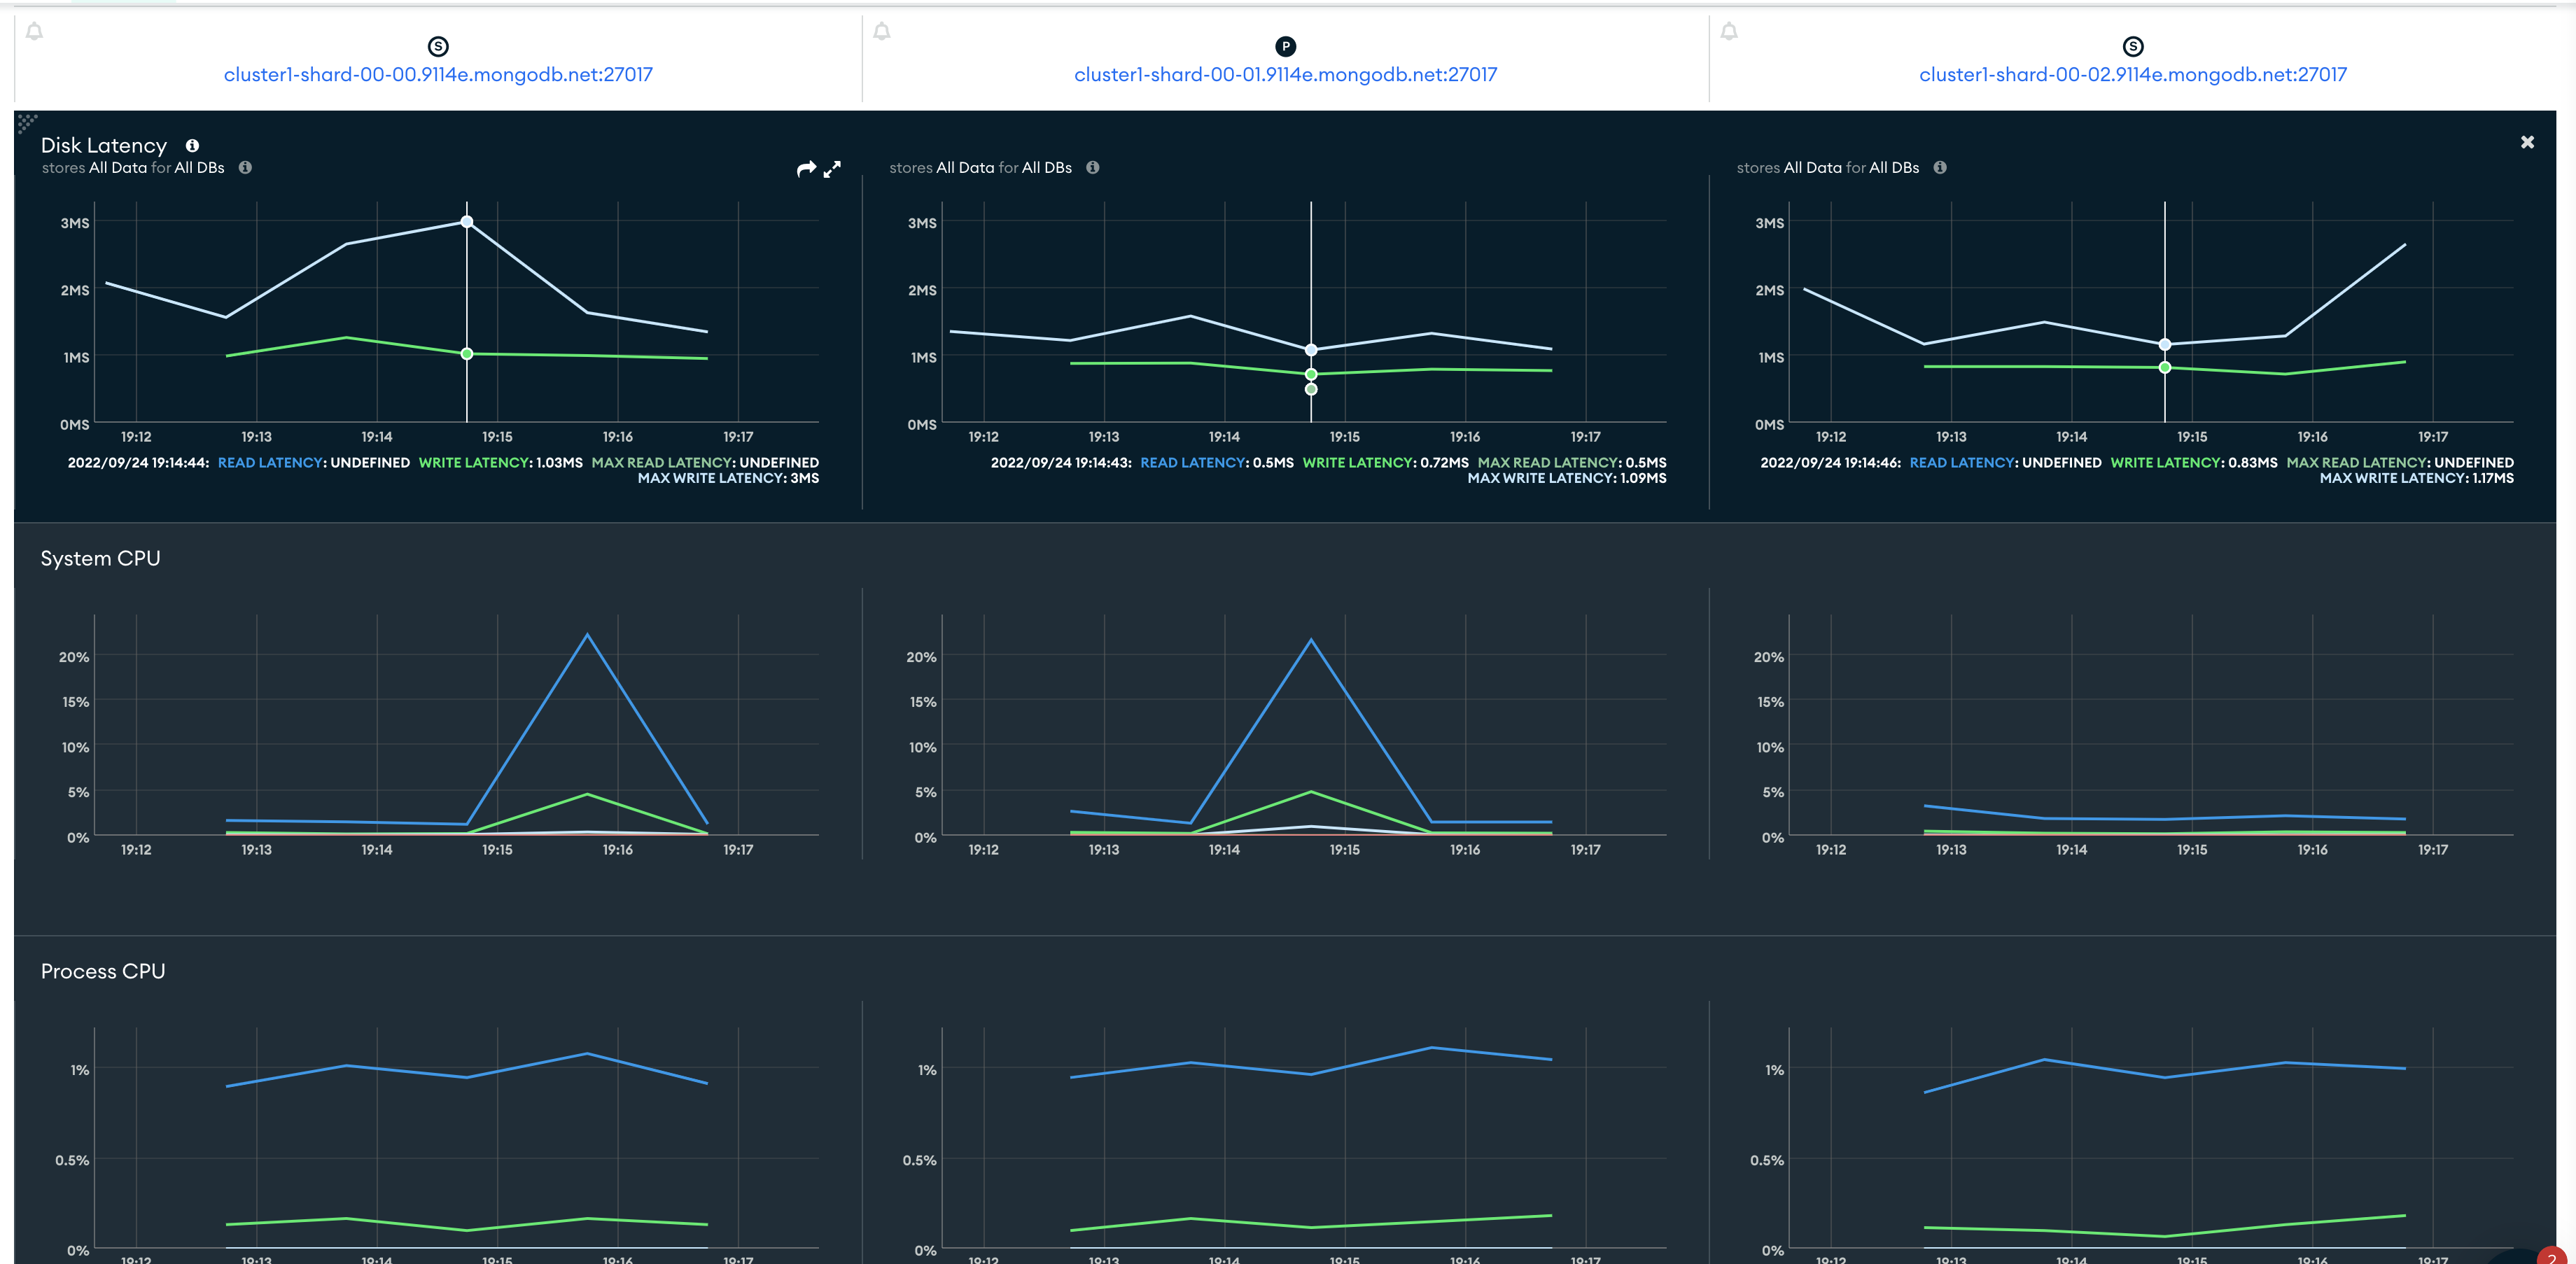 S P S
cluster1-shard-00-00.9114e.mongodb.net:27017 cluster1-shard-00-01.9114e.mongodb.net:27017 cluster1-shard-00-02.9114e.mongodb.net:27017
Disk Latency
stores All Data for All DBs stores All Data for All DBs stores All Data for All DBs
3MS 3MS 3MS
2MS 2MS 2MS
1MS 1MS 1MS
0MS 0MS 0MS
19:12 19:13 19:14 19:15 19:16 19:17 19:12 19:13 19:14 19:15 19:16 19:17 19:12 19:13 19:14 19:15 19:16 19:17
2022/09/24 19:14:44: READ LATENCY: UNDEFINED WRITE LATENCY: 1.03MS MAX READ LATENCY: UNDEFINED
MAX WRITE LATENCY: 3MS
2022/09/24 19:14:43: READ LATENCY: 0.5MS WRITE LATENCY: 0.72MS MAX READ LATENCY: 0.5MS
MAX WRITE LATENCY: 1.09MS
2022/09/24 19:14:46: READ LATENCY: UNDEFINED WRITE LATENCY: 0.83MS MAX READ LATENCY: UNDEFINED
MAX WRITE LATENCY: 1.17MS
System CPU
20% 20% 20%
15% 15% 15%
10% 10% 10%
5% 5% 5%
0% 0% 0%
19:12 19:13 19:14 19:15 19:16 19:17 19:12 19:13 19:14 19:15 19:16 19:17 19:12 19:13 19:14 19:15 19:16 19:17
Process CPU
1% 1% 1%
0.5% 0.5% 0.5%
0% 0% 0%
19:12 19:13 19:14 19:15 19:16 19:17 19:12 19:13 19:14 19:15 19:16 19:17 19:12 19:13 19:14 19:15 19:16 19:17
2